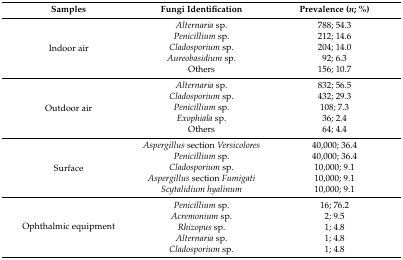 Samples Fungi Identification Prevalence (n; %)
Indoor air
Alternaria sp. 788; 54.3
Penicillium sp. 212; 14.6
Cladosporium sp. 204; 14.0
Aureobasidium sp. 92; 6.3
Others 156; 10.7
Outdoor air
Alternaria sp. 832; 56.5
Cladosporium sp. 432; 29.3
Penicillium sp. 108; 7.3
Exophiala sp. 36; 2.4
Others 64; 4.4
Surface
Aspergillus section Versicolores 40,000; 36.4
Penicillium sp. 40,000; 36.4
Cladosporium sp. 10,000; 9.1
Aspergillus section Fumigati 10,000; 9.1
Scytalidium hyalinum 10,000; 9.1
Ophthalmic equipment
Penicillium sp. 16; 76.2
Acremonium sp. 2; 9.5
Rhizopus sp. 1; 4.8
Alternaria sp. 1; 4.8
Cladosporium sp. 1; 4.8